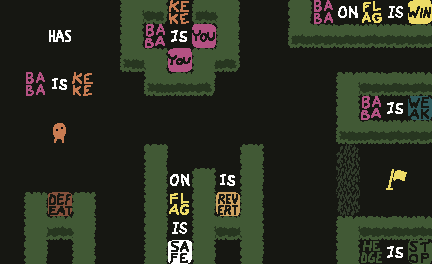 KEKE
BABA ON FLAG IS WIN
HAS
BABA IS YOU
YOU
BABA IS KEKE
BABA IS WEAK
ON IS
DEFEAT
FLAG REVERT
IS
SAFE
HEDGE IS STOP